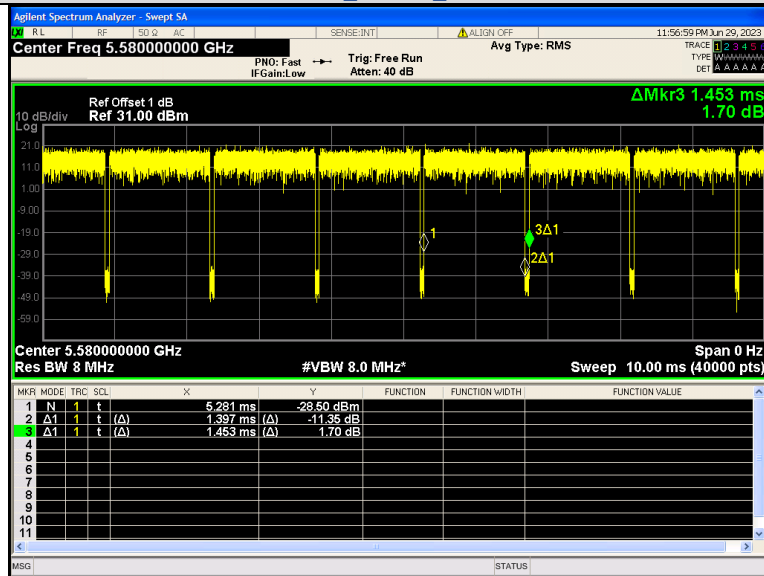 Agilent Spectrum Analyzer - Swept SA
RL RF 50 Ω AC SENSE:INT ALIGN OFF 11:56:59 PM Jun 29, 2023
Center Freq 5.580000000 GHz Avg Type: RMS TRACE 1 2 3 4 5
PNO: Fast Trig: Free Run TYPE
IFGain:Low Atten: 40 dB DET A A A A A
ΔMkr3 1.453 ms
1.70 dB
Ref Offset 1 dB
10 dB/div Ref 31.00 dBm
Log
21.0
11.0
1.00
-9.00
1
-19.0
3Δ1
-29.0
2Δ1
-39.0
-49.0
-59.0
Center 5.580000000 GHz Span 0 Hz
Res BW 8 MHz #VBW 8.0 MHz* Sweep 10.00 ms (40000 pts)
MKR MODE TRC SCL X Y FUNCTION FUNCTION WIDTH FUNCTION VALUE
1 N 1 t 5.281 ms -28.50 dBm
2 Δ1 1 t (Δ) 1.397 ms (Δ) -11.35 dB
3 Δ1 1 t (Δ) 1.453 ms (Δ) 1.70 dB
4
5
6
7
8
9
10
11
MSG STATUS